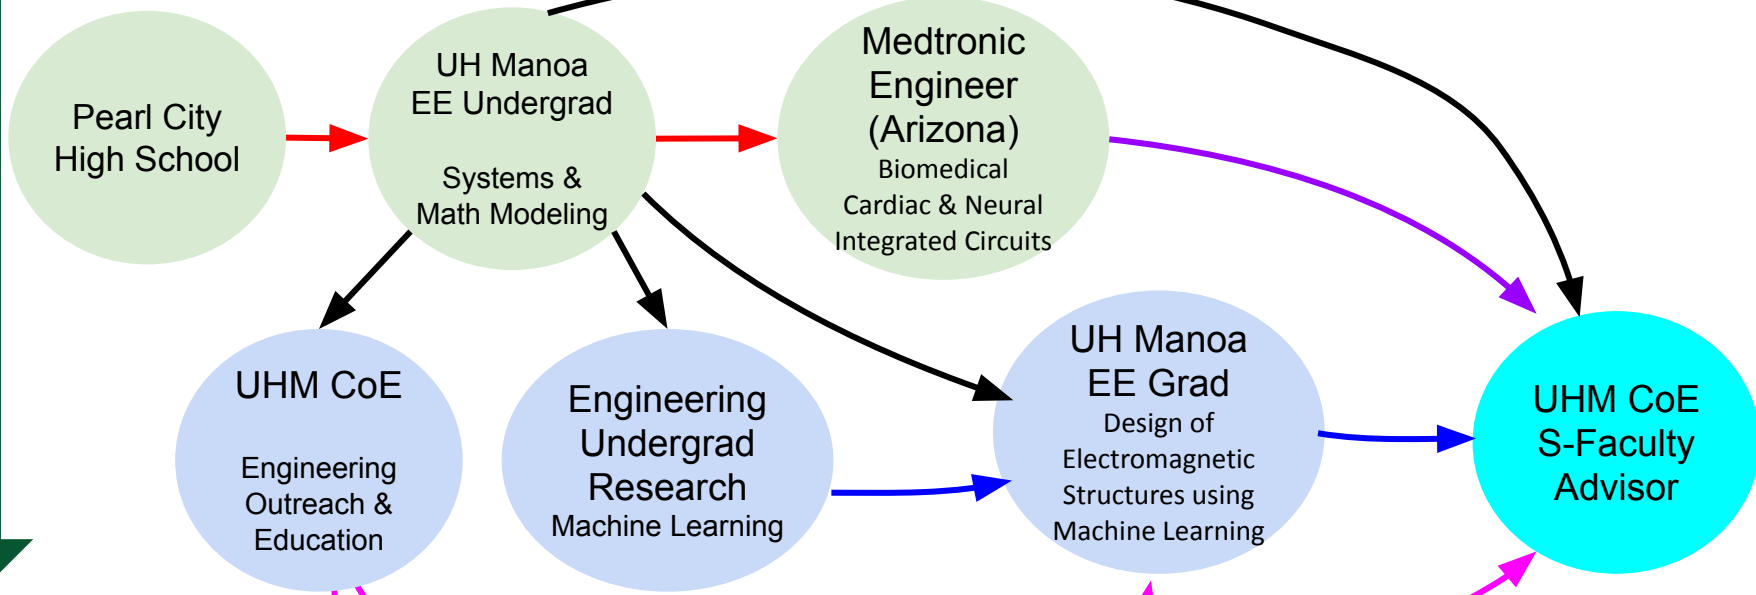 Pearl City
High School
UH Manoa
EE Undergrad
Systems &
Math Modeling
Medtronic
Engineer
(Arizona)
Biomedical
Cardiac & Neural
Integrated Circuits
UHM CoE
Engineering
Outreach &
Education
Engineering
Undergrad
Research
Machine Learning
UH Manoa
EE Grad
Design of
Electromagnetic
Structures using
Machine Learning
UHM CoE
S-Faculty
Advisor